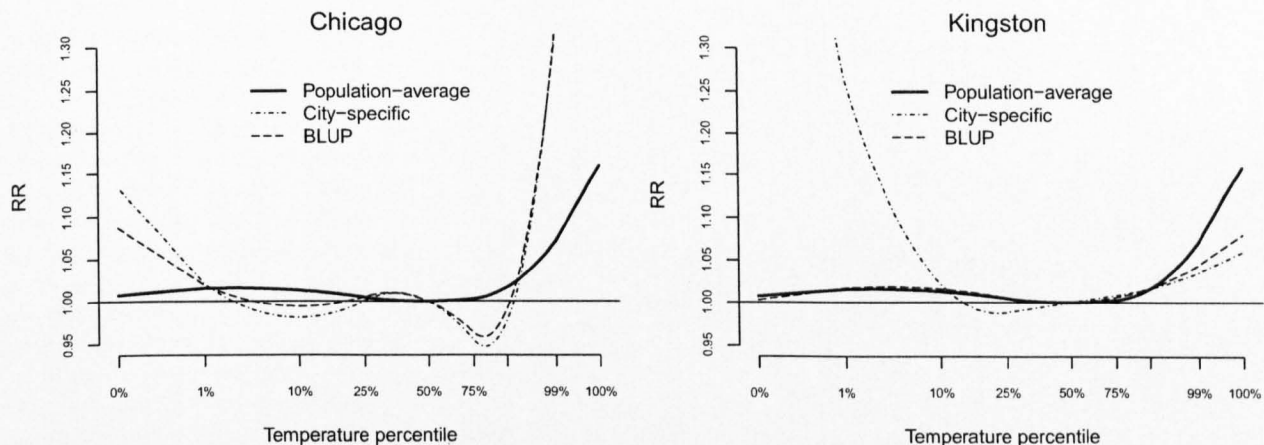 Chicago
RR
0.95 1.00 1.05 1.10 1.15 1.20 1.25 1.30
Population−average
City−specific
BLUP
0% 1% 10% 25% 50% 75% 99% 100%
Temperature percentile
Kingston
RR
0.95 1.00 1.05 1.10 1.15 1.20 1.25 1.30
Population−average
City−specific
BLUP
0% 1% 10% 25% 50% 75% 99% 100%
Temperature percentile